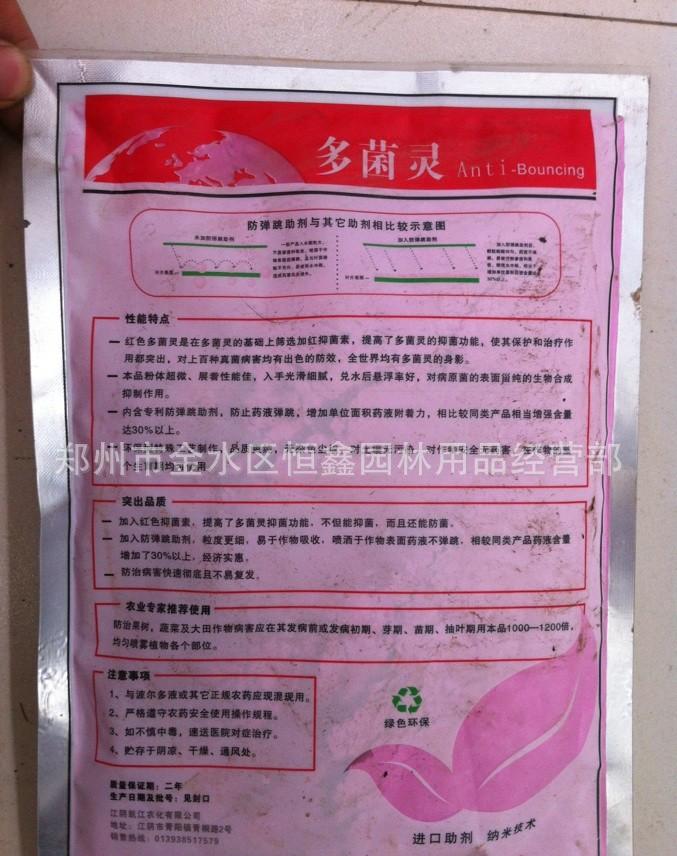 多菌灵 Anti-Bouncing
防弹跳助剂与其它助剂相比较示意图
未加防弹跳助剂
加入防弹跳助剂
性能特点
红色多菌灵是在多菌灵的基础上筛选加红抑菌素，提高了多菌灵的抑菌功能，使其保护和治疗作
用都突出，对上百种真菌病害均有出色的防效，全世界均有多菌灵的身影。
本品粉体超微、展着性能佳，入手光滑细腻，兑水后悬浮率好，对病原菌的表面甾纯的生物合成
抑制作用。
内含专利防弹跳助剂，防止药液弹跳，增加单位面积药液附着力，相比较同类产品相当增强含量
达30%以上。
郑州市金水区恒鑫园林用品经营部
突出品质
加入红色抑菌素，提高了多菌灵抑菌功能，不但能抑菌，而且还能防菌。
加入防弹跳助剂，粒度更细，易于作物吸收，喷洒于作物表面药液不弹跳，相较同类产品药液含量
增加了30%以上，经济实惠。
防治病害快速彻底且不易复发。
农业专家推荐使用
防治果树，蔬菜及大田作物病害应在其发病前或发病初期、芽期、苗期、抽叶期用本品1000—1200倍，
均匀喷雾植物各个部位。
注意事项
1、与波尔多液或其它正规农药应现混现用。
2、严格遵守农药安全使用操作规程。
3、如不慎中毒，速送医院对症治疗。
4、贮存于阴凉、干燥、通风处。
绿色环保
质量保证期：二年
生产日期及批号：见封口
江阴凯江农化有限公司
地址：江阴市青阳镇青桐路2号
销售热线：013938517579
进口助剂 纳米技术